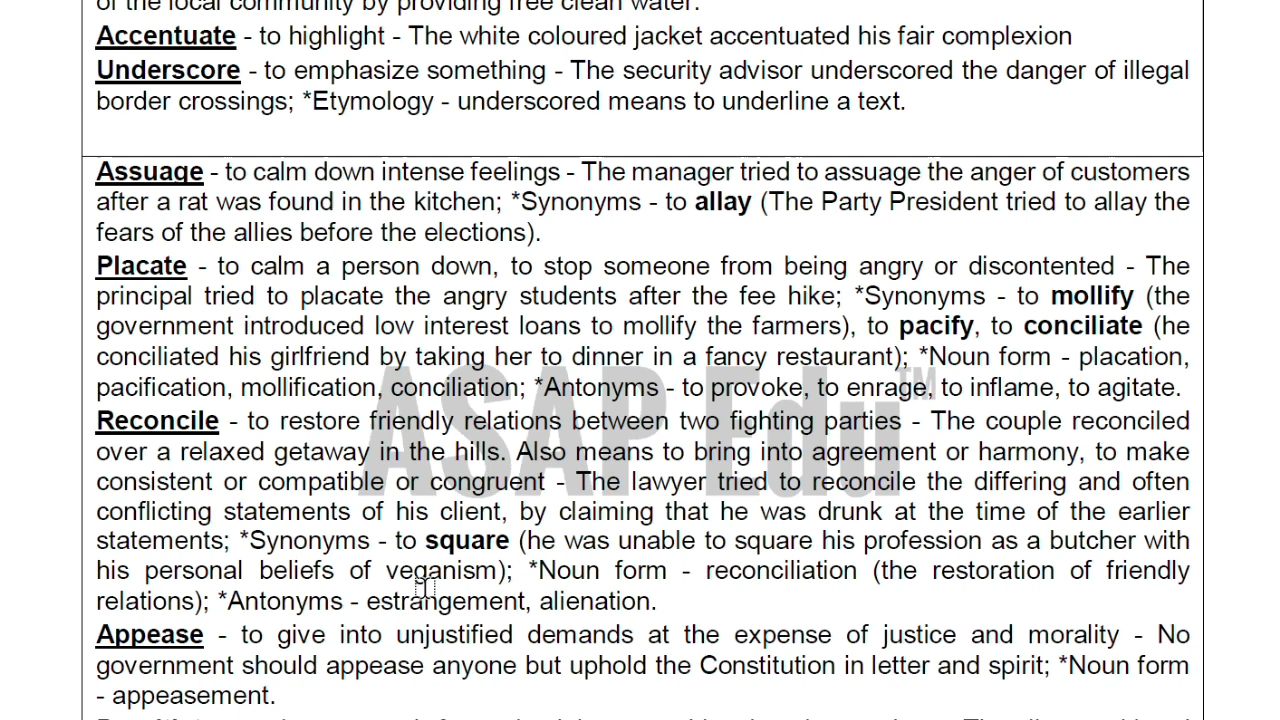 of the local community by providing free clean water.
Accentuate - to highlight - The white coloured jacket accentuated his fair complexion
Underscore - to emphasize something - The security advisor underscored the danger of illegal
border crossings; *Etymology - underscored means to underline a text.
Assuage - to calm down intense feelings - The manager tried to assuage the anger of customers
after a rat was found in the kitchen; *Synonyms - to allay (The Party President tried to allay the
fears of the allies before the elections).
Placate - to calm a person down, to stop someone from being angry or discontented - The
principal tried to placate the angry students after the fee hike; *Synonyms - to mollify (the
government introduced low interest loans to mollify the farmers), to pacify, to conciliate (he
conciliated his girlfriend by taking her to dinner in a fancy restaurant); *Noun form - placation,
pacification, mollification, conciliation; *Antonyms - to provoke, to enrage, to inflame, to agitate.
Reconcile - to restore friendly relations between two fighting parties - The couple reconciled
over a relaxed getaway in the hills. Also means to bring into agreement or harmony, to make
consistent or compatible or congruent - The lawyer tried to reconcile the differing and often
conflicting statements of his client, by claiming that he was drunk at the time of the earlier
statements; *Synonyms - to square (he was unable to square his profession as a butcher with
his personal beliefs of veganism); *Noun form - reconciliation (the restoration of friendly
relations); *Antonyms - estrangement, alienation.
Appease - to give into unjustified demands at the expense of justice and morality - No
government should appease anyone but uphold the Constitution in letter and spirit; *Noun form
- appeasement.
ASAP Edu™